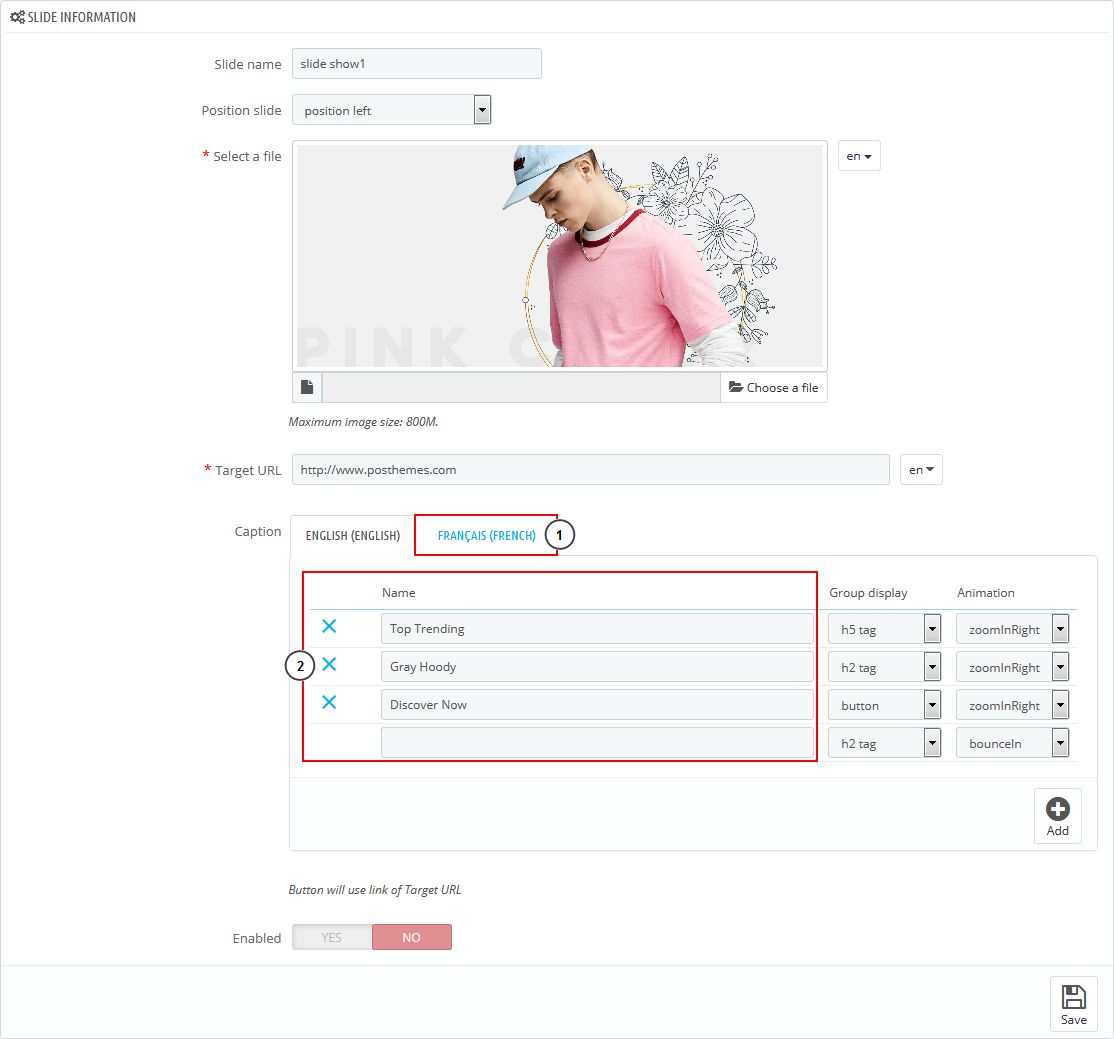 SLIDE INFORMATION
Slide name slide show1
Position slide position left
* Select a file en
PINK C
Choose a file
Maximum image size: 800M.
* Target URL http://www.posthemes.com en
Caption ENGLISH (ENGLISH) FRANÇAIS (FRENCH) 1
Name Group display Animation
Top Trending h5 tag zoomInRight
2 Gray Hoody h2 tag zoomInRight
Discover Now button zoomInRight
h2 tag bounceIn
Add
Button will use link of Target URL
Enabled YES NO
Save